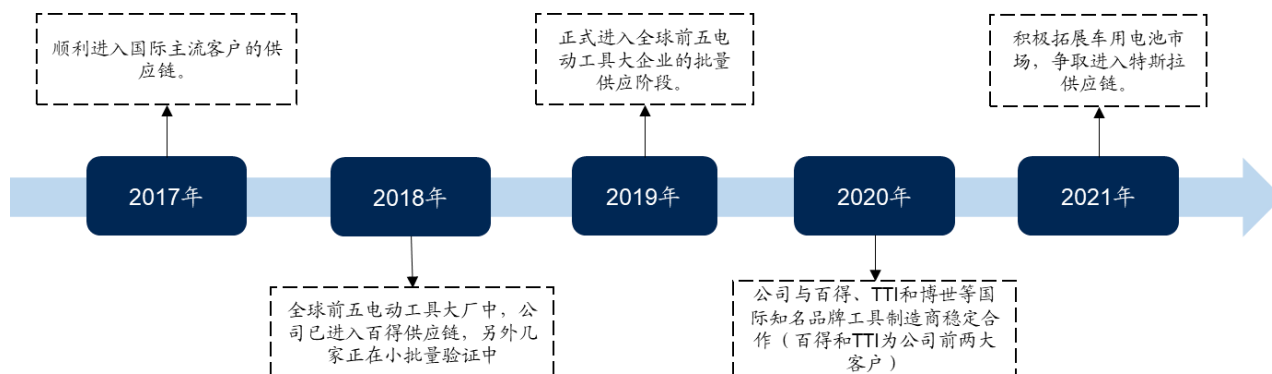 顺利进入国际主流客户的供
应链。
正式进入全球前五电
动工具大企业的批量
供应阶段。
积极拓展车用电池市
场，争取进入特斯拉
供应链。
2017年
2018年
2019年
2020年
2021年
全球前五电动工具大厂中，公
司已进入百得供应链，另外几
家正在小批量验证中
公司与百得、TTI和博世等国
际知名品牌工具制造商稳定合
作（百得和TTI为公司前两大
客户）